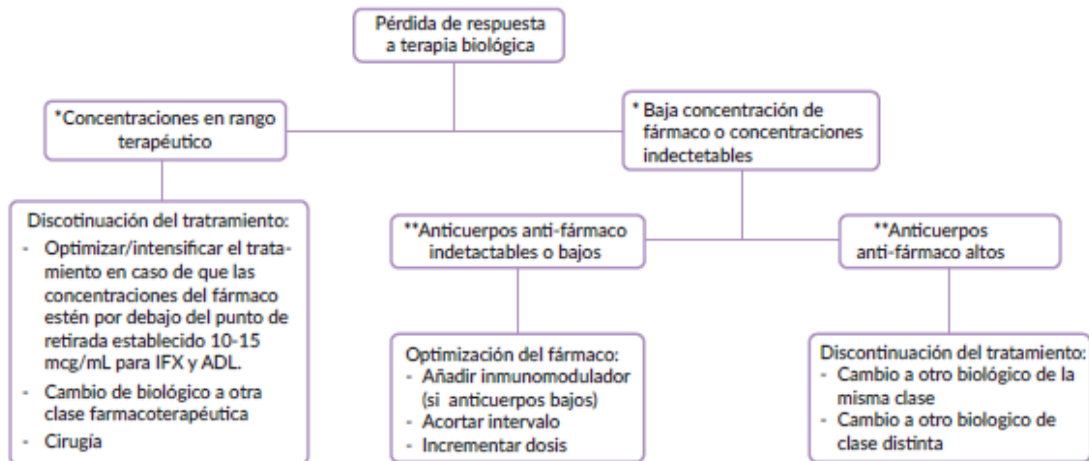 Pérdida de respuesta
a terapia biológica
*Concentraciones en rango
terapéutico
* Baja concentración de
fármaco o concentraciones
indectetables
Discotinuación del tratramiento:
- Optimizar/intensificar el trata-
miento en caso de que las
concentraciones del fármaco
estén por debajo del punto de
retirada establecido 10-15
mcg/mL para IFX y ADL.
- Cambio de biológico a otra
clase farmacoterapéutica
- Cirugía
**Anticuerpos anti-fármaco
indetactables o bajos
**Anticuerpos
anti-fármaco altos
Optimización del fármaco:
- Añadir inmunomodulador
(si anticuerpos bajos)
- Acortar intervalo
- Incrementar dosis
Discontinuación del tratamiento:
- Cambio a otro biológico de la
misma clase
- Cambio a otro biologico de
clase distinta